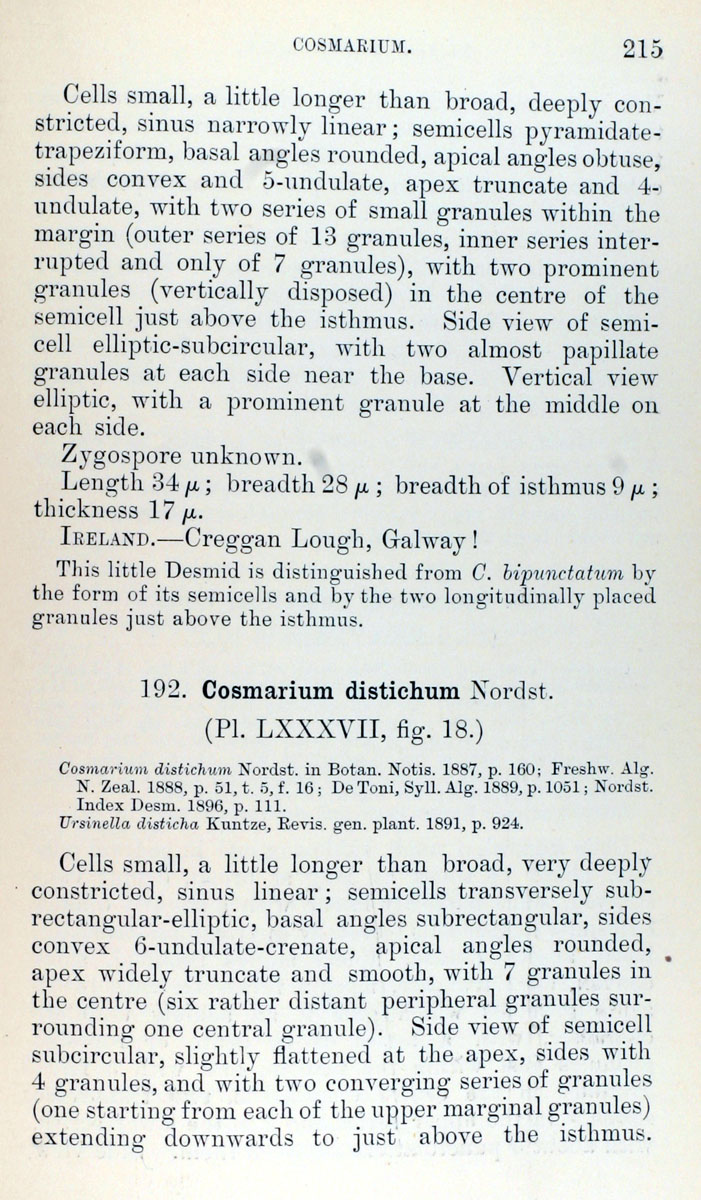 COSMARIUM. 215
Cells small, a little longer than broad, deeply con-
stricted, sinus narrowly linear; semicells pyramidate-
trapeziform, basal angles rounded, apical angles obtuse,
sides convex and 5-undulate, apex truncate and 4-
undulate, with two series of small granules within the
margin (outer series of 13 granules, inner series inter-
rupted and only of 7 granules), with two prominent
granules (vertically disposed) in the centre of the
semicell just above the isthmus. Side view of semi-
cell elliptic-subcircular, with two almost papillate
granules at each side near the base. Vertical view
elliptic, with a prominent granule at the middle on
each side.
Zygospore unknown.
Length 34 μ; breadth 28 μ; breadth of isthmus 9 μ;
thickness 17 μ.
IRELAND.—Creggan Lough, Galway!
This little Desmid is distinguished from C. bipunctatum by
the form of its semicells and by the two longitudinally placed
granules just above the isthmus.
192. Cosmarium distichum Nordst.
(Pl. LXXXVII, fig. 18.)
Cosmarium distichum Nordst. in Botan. Notis. 1887, p. 160; Freshw. Alg.
N. Zeal. 1888, p. 51, t. 5, f. 16; De Toni, Syll. Alg. 1889, p. 1051; Nordst.
Index Desm. 1896, p. 111.
Ursinella disticha Kuntze, Revis. gen. plant. 1891, p. 924.
Cells small, a little longer than broad, very deeply
constricted, sinus linear; semicells transversely sub-
rectangular-elliptic, basal angles subrectangular, sides
convex 6-undulate-crenate, apical angles rounded,
apex widely truncate and smooth, with 7 granules in
the centre (six rather distant peripheral granules sur-
rounding one central granule). Side view of semicell
subcircular, slightly flattened at the apex, sides with
4 granules, and with two converging series of granules
(one starting from each of the upper marginal granules)
extending downwards to just above the isthmus.